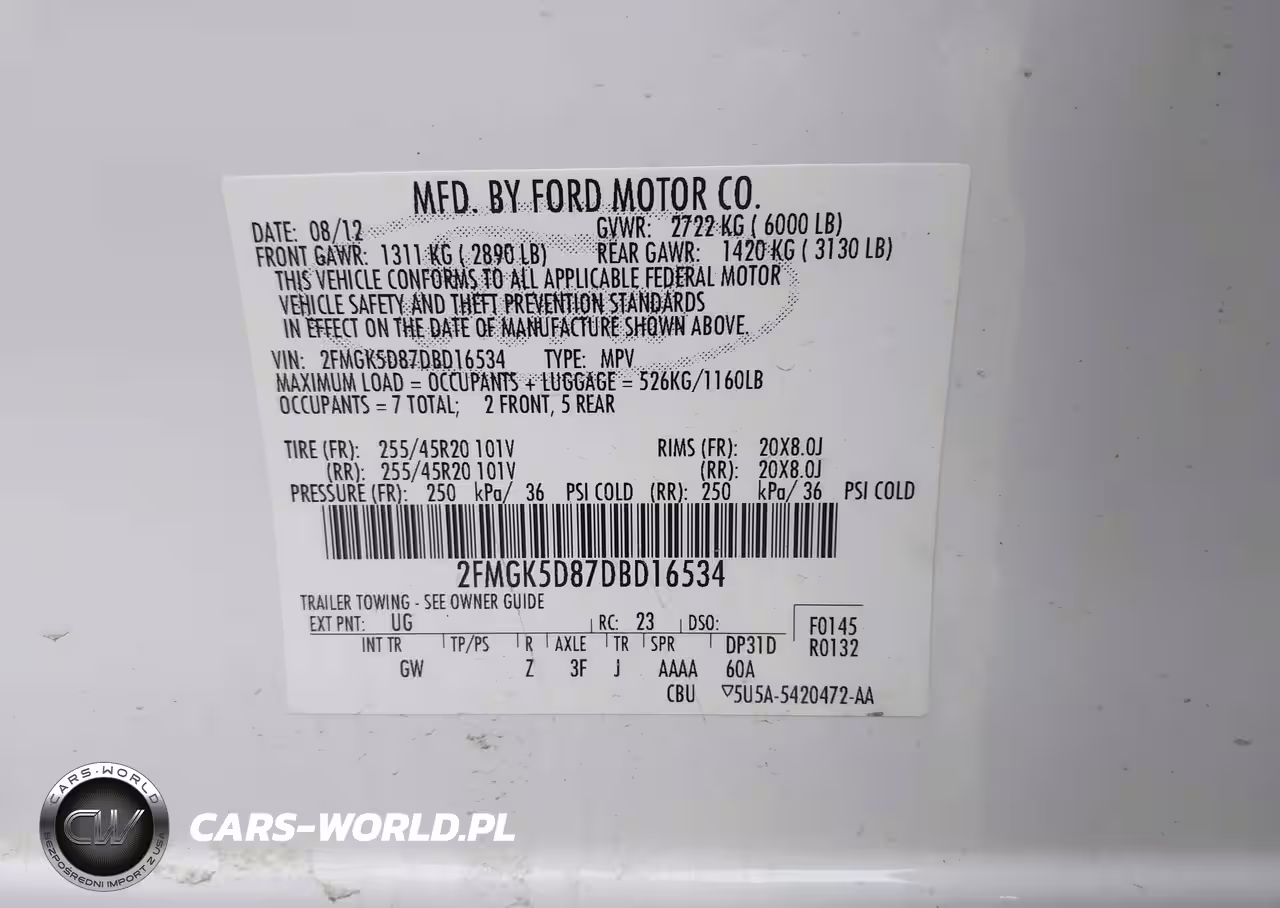 MFD. BY FORD MOTOR CO.
DATE: 08/12 GVWR: 2722 KG ( 6000 LB)
FRONT GAWR: 1311 KG ( 2890 LB) REAR GAWR: 1420 KG ( 3130 LB)
THIS VEHICLE CONFORMS TO ALL APPLICABLE FEDERAL MOTOR
VEHICLE SAFETY AND THEFT PREVENTION STANDARDS
IN EFFECT ON THE DATE OF MANUFACTURE SHOWN ABOVE.
VIN: 2FMGK5D87DBD16534 TYPE: MPV
MAXIMUM LOAD = OCCUPANTS + LUGGAGE = 526KG/1160LB
OCCUPANTS = 7 TOTAL; 2 FRONT, 5 REAR
TIRE (FR): 255/45R20 101V RIMS (FR): 20X8.0J
(RR): 255/45R20 101V (RR): 20X8.0J
PRESSURE (FR): 250 kPa/ 36 PSI COLD (RR): 250 kPa/ 36 PSI COLD
2FMGK5D87DBD16534
TRAILER TOWING - SEE OWNER GUIDE
EXT PNT: UG RC: 23 DSO: F0145
INT TR TP/PS R AXLE TR SPR DP31D R0132
GW Z 3F J AAAA 60A
CBU 5U5A-5420472-AA
CARS-WORLD
CW
BEZPOŚREDNI IMPORT Z USA
CARS-WORLD.PL